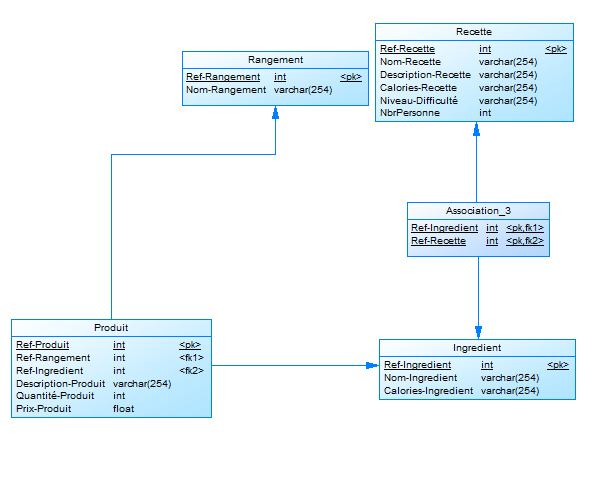 Recette
Ref-Recette int <pk>
Nom-Recette varchar(254)
Description-Recette varchar(254)
Calories-Recette varchar(254)
Niveau-Difficulté varchar(254)
NbrPersonne int
Rangement
Ref-Rangement int <pk>
Nom-Rangement varchar(254)
Association_3
Ref-Ingredient int <pk,fk1>
Ref-Recette int <pk,fk2>
Produit
Ref-Produit int <pk>
Ref-Rangement int <fk1>
Ref-Ingredient int <fk2>
Description-Produit varchar(254)
Quantité-Produit int
Prix-Produit float
Ingredient
Ref-Ingredient int <pk>
Nom-Ingredient varchar(254)
Calories-Ingredient varchar(254)